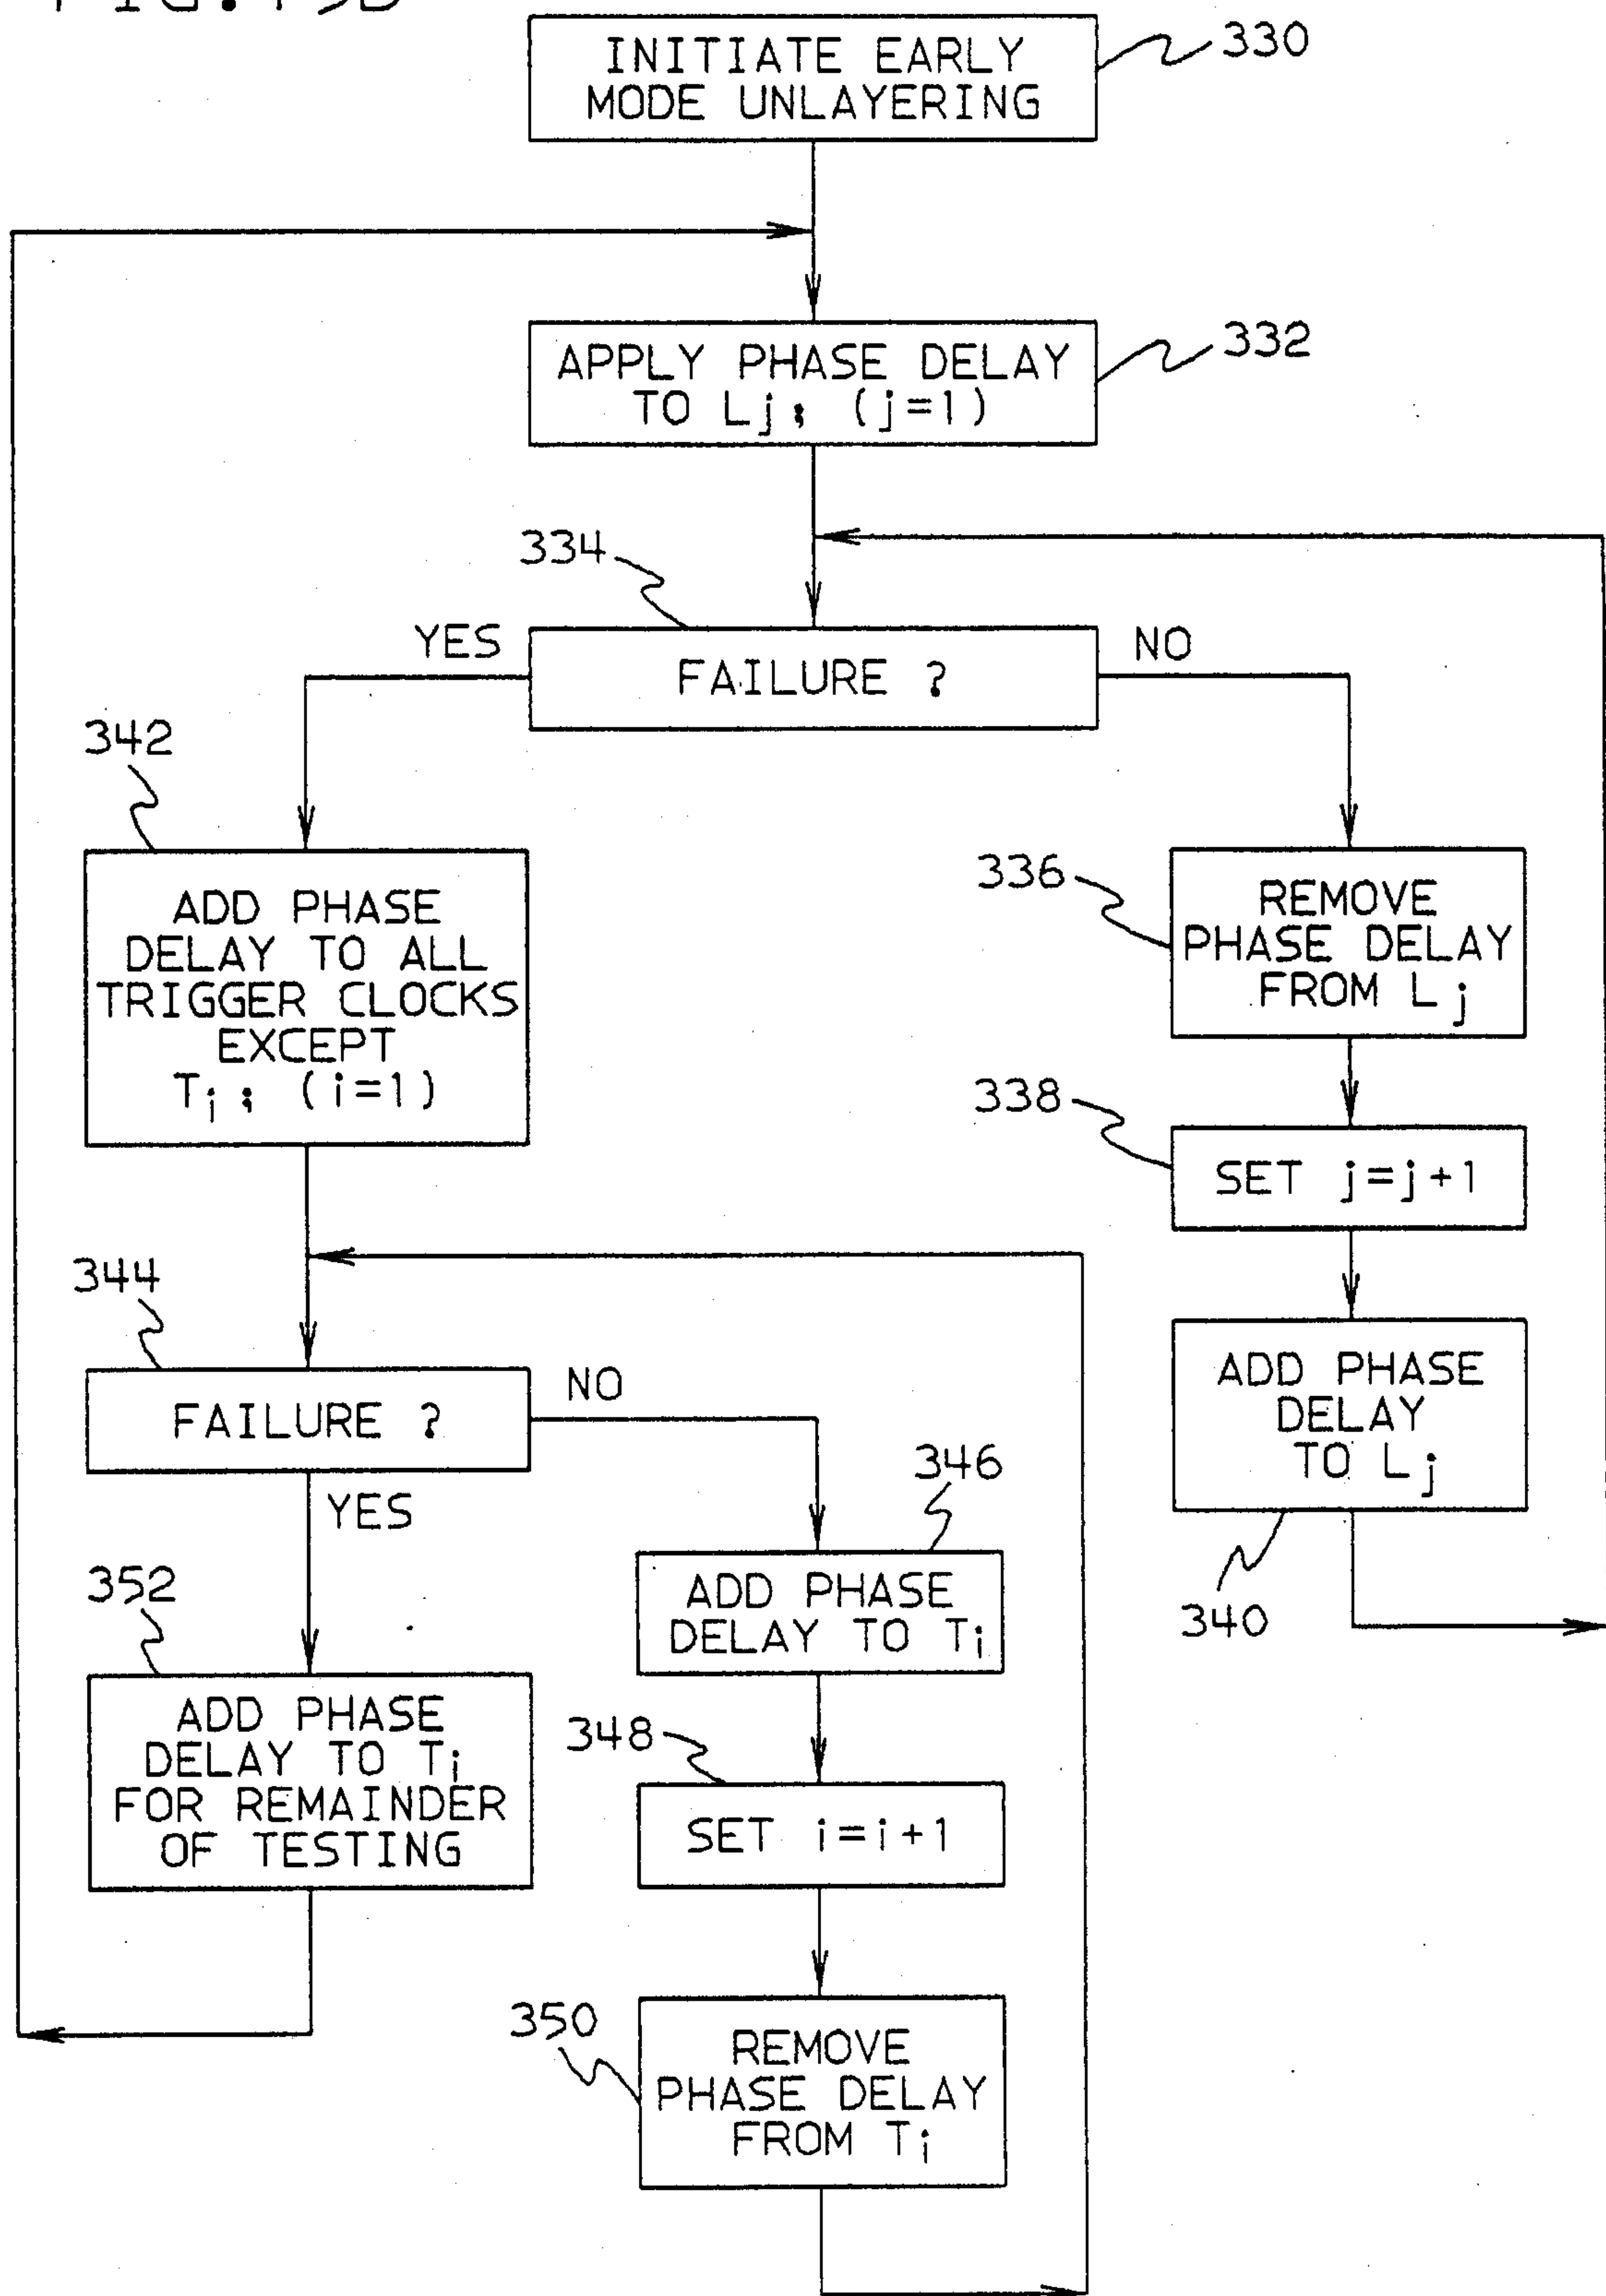 INITIATE EARLY
MODE UNLAYERING
330
APPLY PHASE DELAY
TO Lj; (j=1)
332
334
YES
FAILURE ?
NO
342
ADD PHASE
DELAY TO ALL
TRIGGER CLOCKS
EXCEPT
Ti; (i=1)
336
REMOVE
PHASE DELAY
FROM Lj
338
SET j=j+1
344
FAILURE ?
NO
YES
ADD PHASE
DELAY
TO Lj
340
346
ADD PHASE
DELAY TO Ti
352
ADD PHASE
DELAY TO Ti
FOR REMAINDER
OF TESTING
348
SET i=i+1
350
REMOVE
PHASE DELAY
FROM Ti